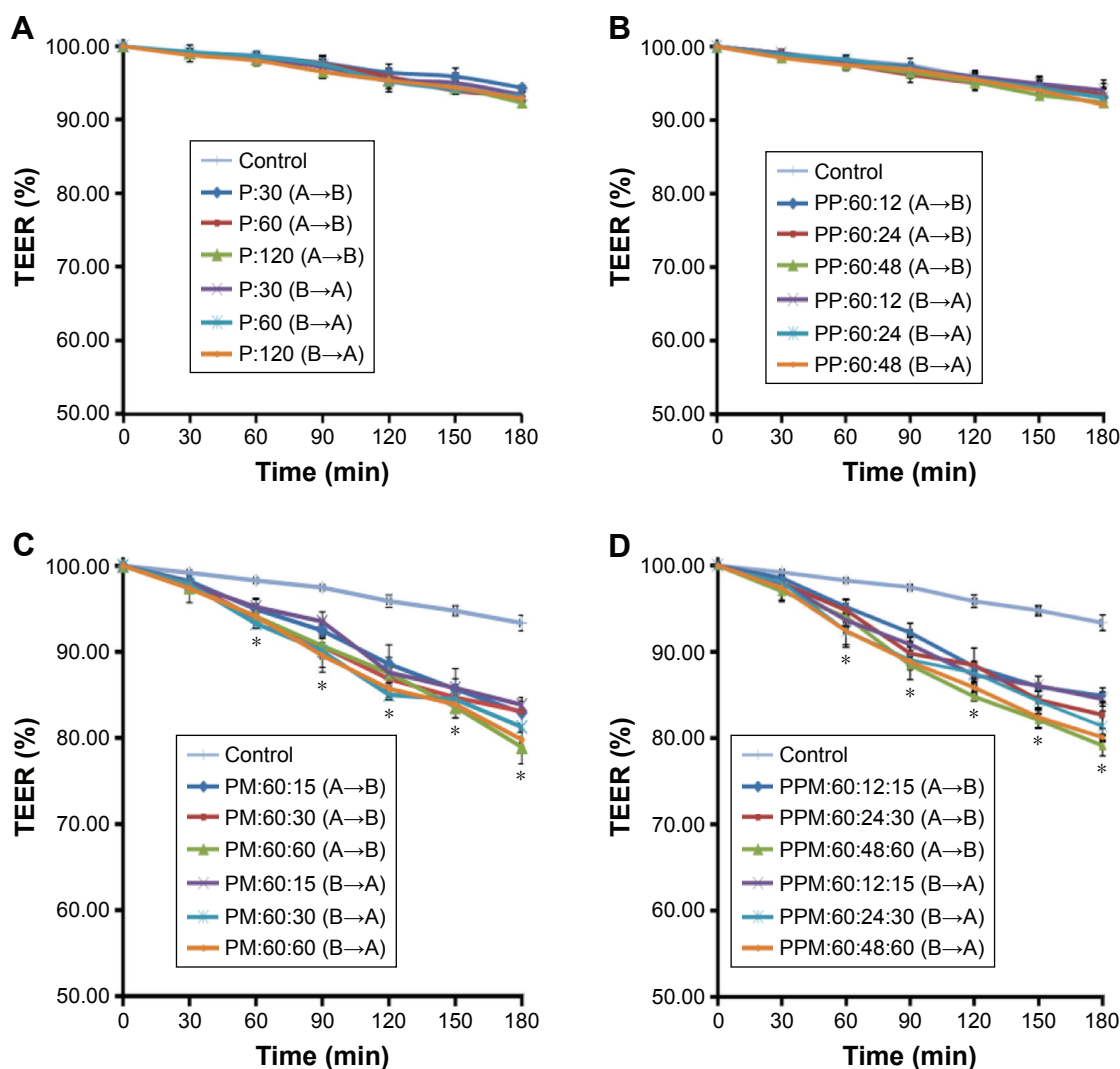 A
TEER (%)
100.00
90.00
80.00
70.00
60.00
50.00
Control
P:30 (A→B)
P:60 (A→B)
P:120 (A→B)
P:30 (B→A)
P:60 (B→A)
P:120 (B→A)
0 30 60 90 120 150 180
Time (min)
B
TEER (%)
100.00
90.00
80.00
70.00
60.00
50.00
Control
PP:60:12 (A→B)
PP:60:24 (A→B)
PP:60:48 (A→B)
PP:60:12 (B→A)
PP:60:24 (B→A)
PP:60:48 (B→A)
0 30 60 90 120 150 180
Time (min)
C
TEER (%)
100.00
90.00
80.00
70.00
60.00
50.00
* * * * *
Control
PM:60:15 (A→B)
PM:60:30 (A→B)
PM:60:60 (A→B)
PM:60:15 (B→A)
PM:60:30 (B→A)
PM:60:60 (B→A)
0 30 60 90 120 150 180
Time (min)
D
TEER (%)
100.00
90.00
80.00
70.00
60.00
50.00
* * * * *
Control
PPM:60:12:15 (A→B)
PPM:60:24:30 (A→B)
PPM:60:48:60 (A→B)
PPM:60:12:15 (B→A)
PPM:60:24:30 (B→A)
PPM:60:48:60 (B→A)
0 30 60 90 120 150 180
Time (min)